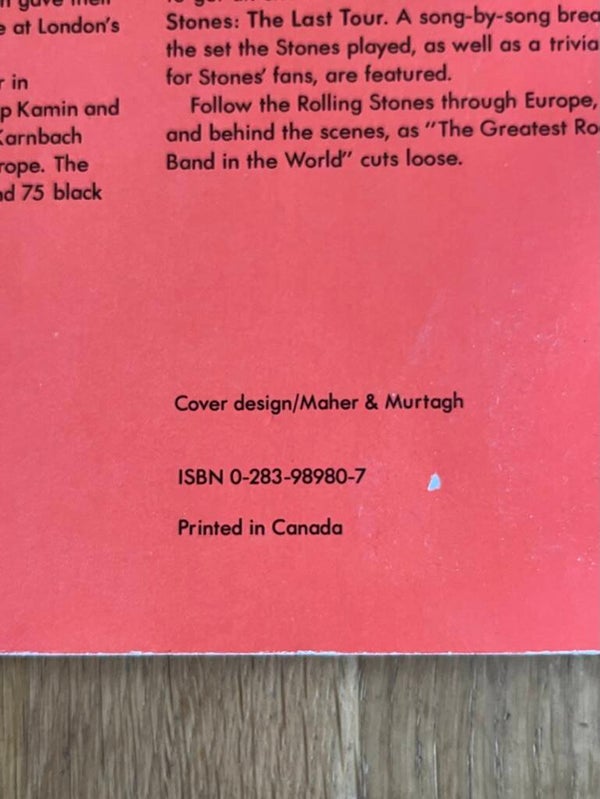 gave their
e at London's
r in
p Kamin and
Karnbach
rope. The
nd 75 black
Stones: The Last Tour. A song-by-song brea
the set the Stones played, as well as a trivia
for Stones' fans, are featured.
Follow the Rolling Stones through Europe,
and behind the scenes, as "The Greatest Ro
Band in the World" cuts loose.
Cover design/Maher & Murtagh
ISBN 0-283-98980-7
Printed in Canada